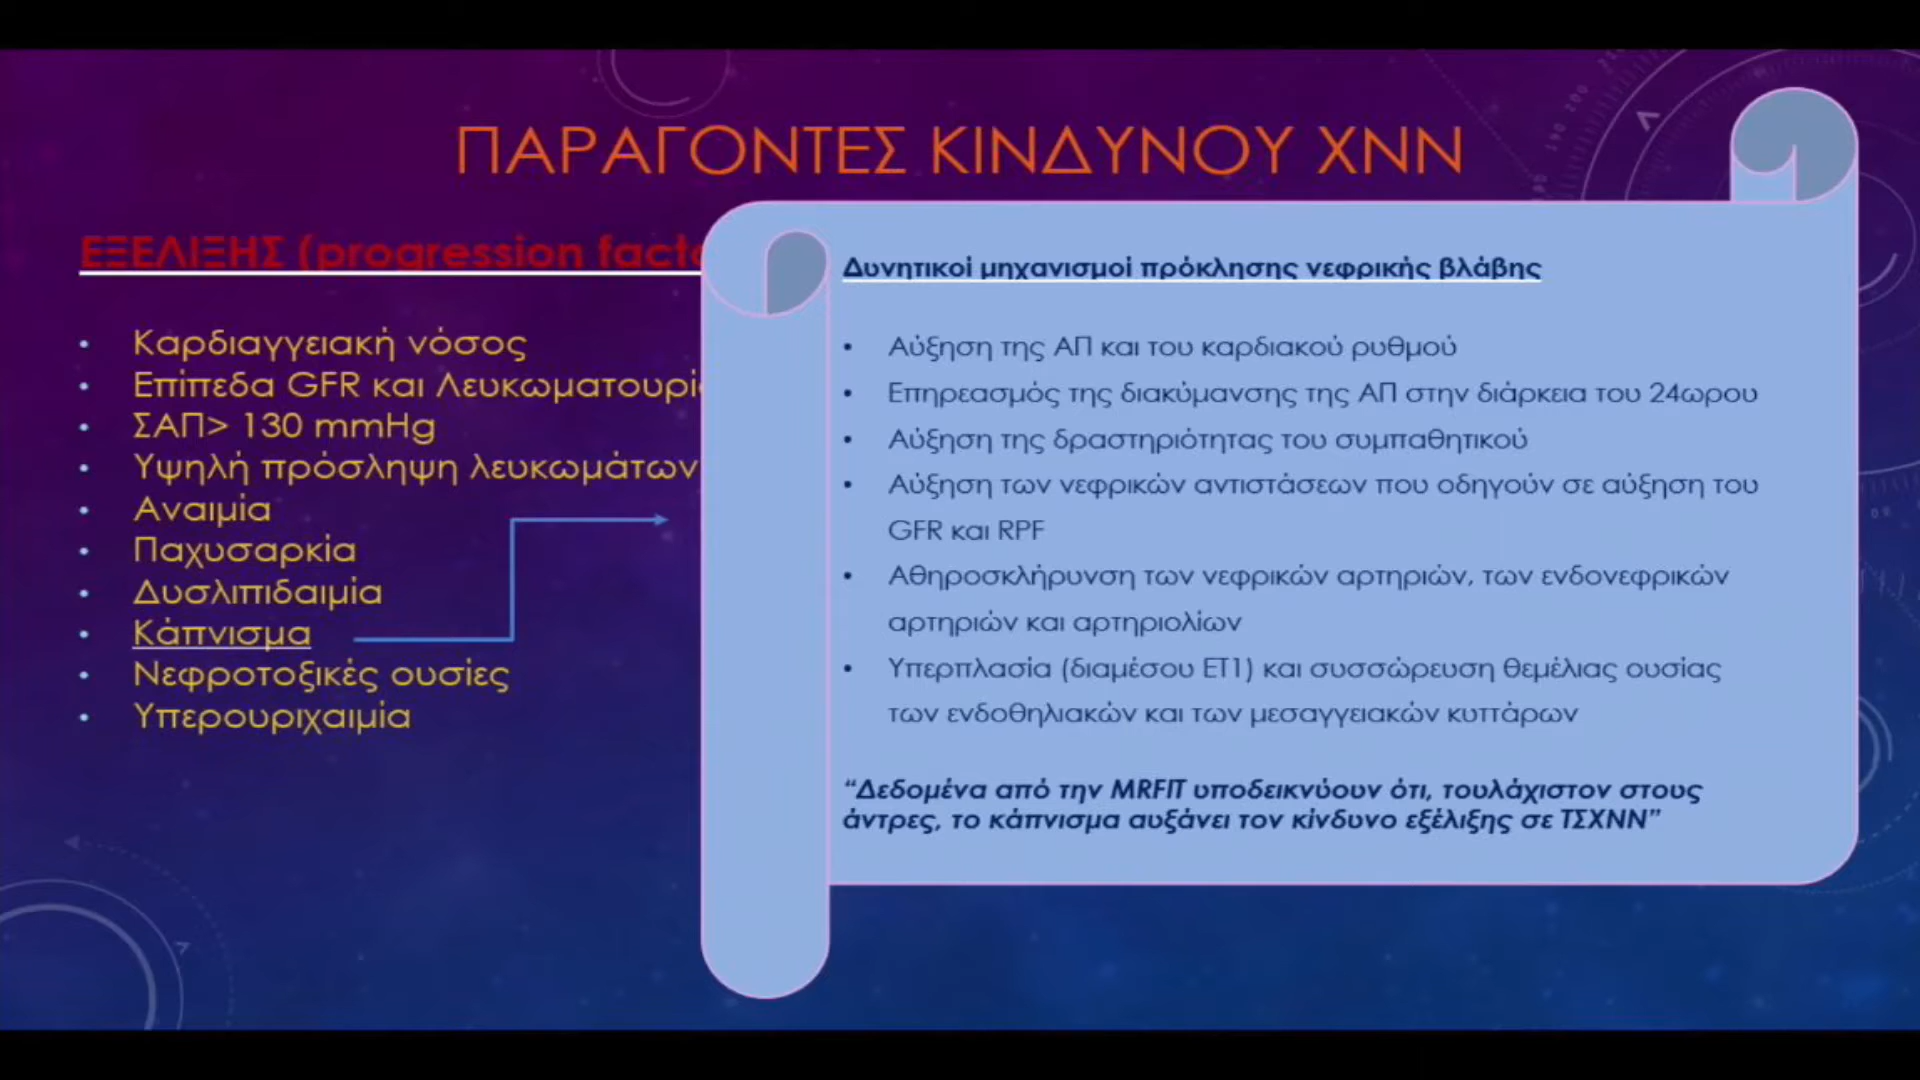 ΠΑΡΑΓΟΝΤΕΣ ΚΙΝΔΥΝΟΥ ΧΝΝ
ΕΞΕΛΙΞΗΣ (progression
• Καρδιαγγειακή νόσος
• Επίπεδα GFR και
• ΣΑΠ> 130 mmHg
• Υψηλή πρόσληψη λευκωμάτων
• Αναιμία
• Παχυσαρκία
• Δυσλιπιδαιμία
• Κάπνισμα
• Νεφροτοξικές ουσίες
• Υπερουριχαιμία
Δυνητικοί μηχανισμοί πρόκλησης νεφρικής βλάβης
• Αύξηση της ΑΠ και του καρδιακού ρυθμού
• Επηρεασμός της διακύμανσης της ΑΠ στην διάρκεια του 24ωρου
• Αύξηση της δραστηριότητας του συμπαθητικού
• Αύξηση των νεφρικών αντιστάσεων που οδηγούν σε αύξηση του
GFR και RPF
• Αθηροσκλήρυνση των νεφρικών αρτηριών, των ενδονεφρικών
αρτηριών και αρτηριολίων
• Υπερπλασία (διαμέσου ET1) και συσσώρευση θεμέλιας ουσίας
των ενδοθηλιακών και των μεσαγγειακών κυττάρων
“Δεδομένα από την MRFIT υποδεικνύουν ότι, τουλάχιστον στους
άντρες, το κάπνισμα αυξάνει τον κίνδυνο εξέλιξης σε ΤΣΧΝΝ”